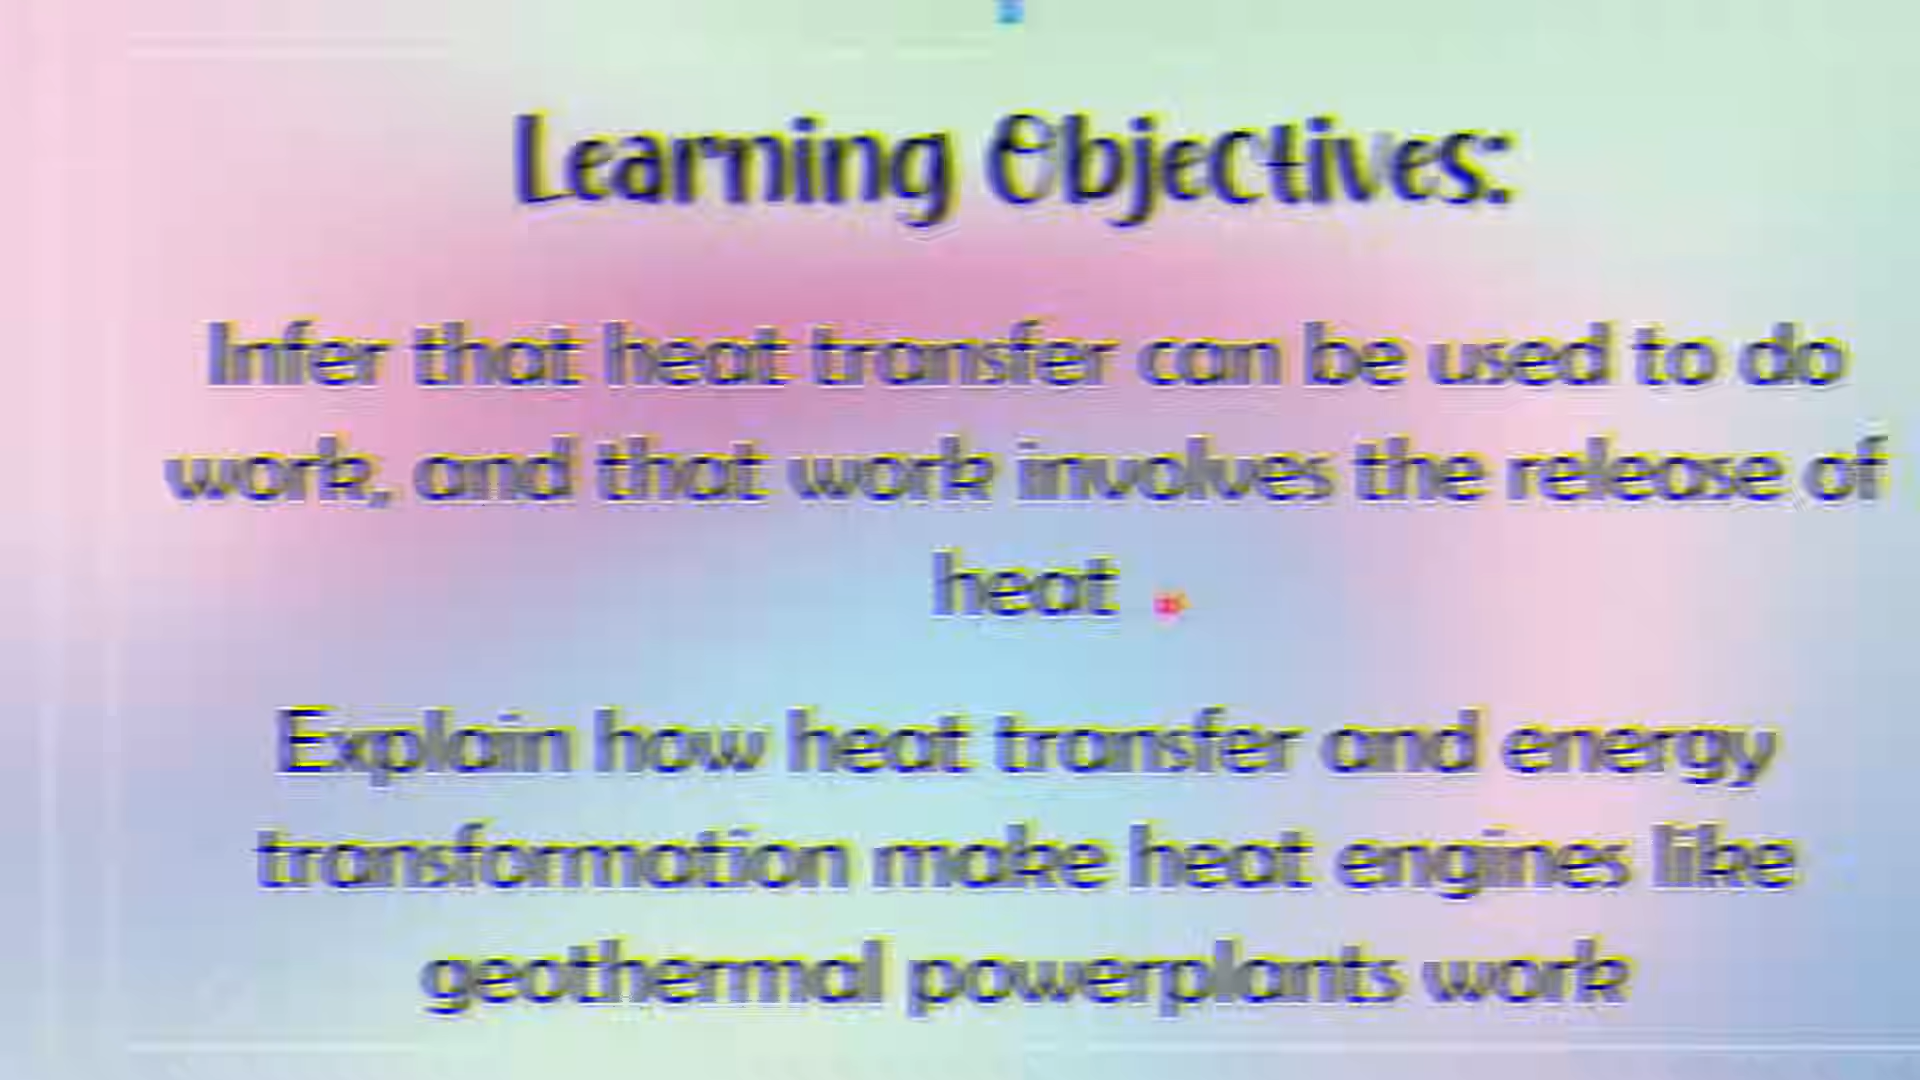 Learning Objectives:
Infer that heat transfer can be used to do
work, and that work involves the release of
heat .
Explain how heat transfer and energy
transformation make heat engines like
geothermal powerplants work